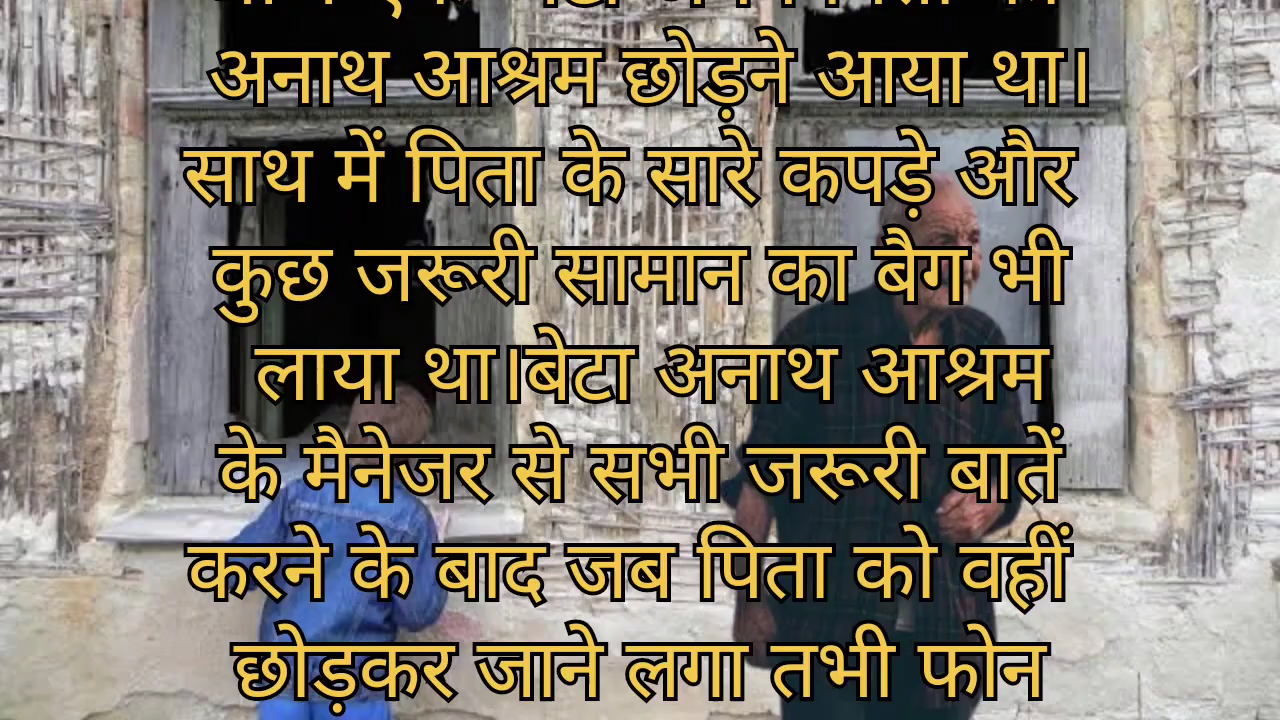 अनाथ आश्रम छोड़ने आया था।
साथ में पिता के सारे कपड़े और
कुछ जरूरी सामान का बैग भी
लाया था।बेटा अनाथ आश्रम
के मैनेजर से सभी जरूरी बातें
करने के बाद जब पिता को वहीं
छोड़कर जाने लगा तभी फोन